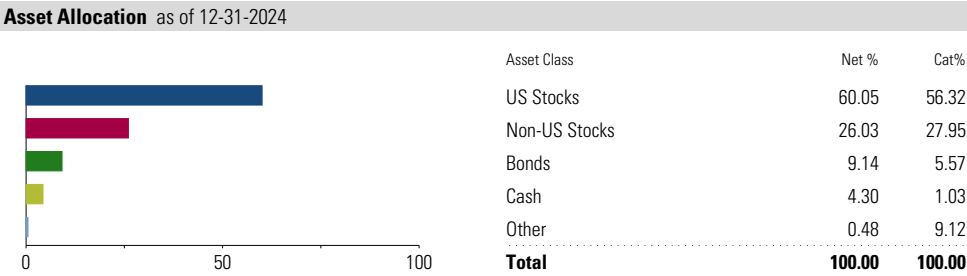 Asset Allocation as of 12-31-2024
Asset Class Net % Cat%
US Stocks 60.05 56.32
Non-US Stocks 26.03 27.95
Bonds 9.14 5.57
Cash 4.30 1.03
Other 0.48 9.12
0 50 100
Total 100.00 100.00